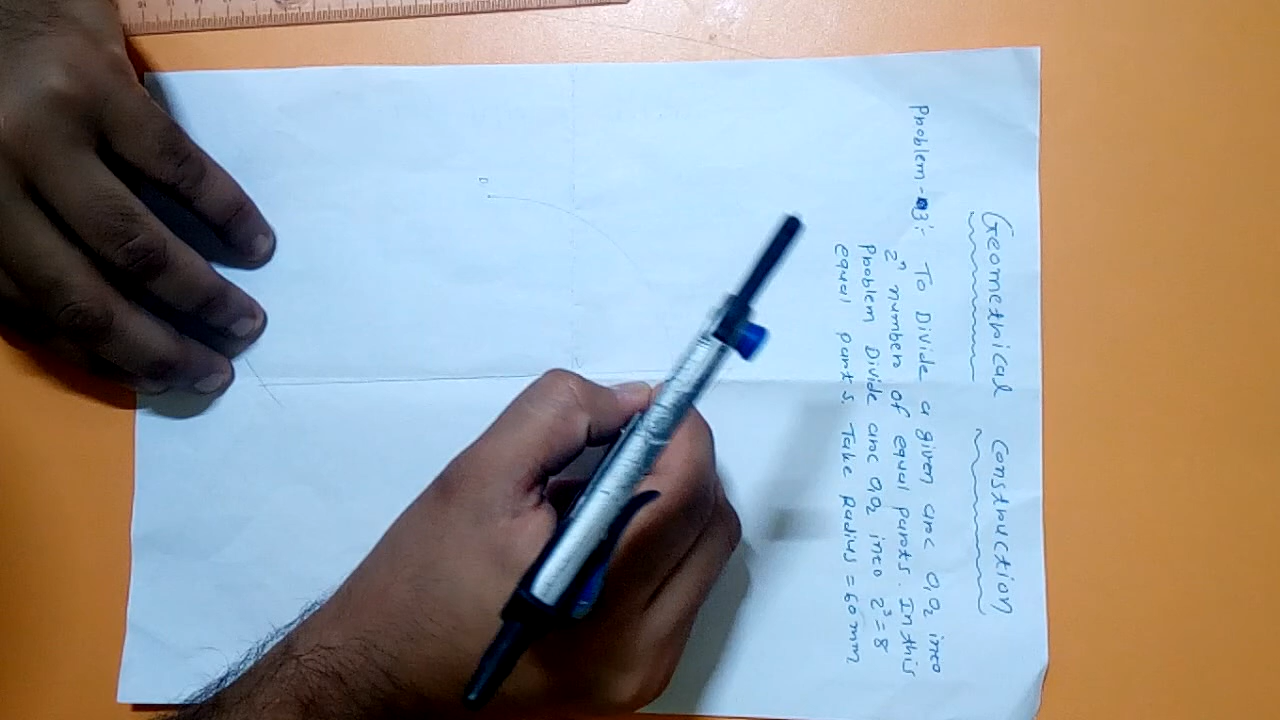 Geometrical Construction
Problem-03:- To Divide a given arc O₁O₂ into
2ⁿ number of equal parts. In this
Problem Divide arc O₁O₂ into 2³=8
equal parts. Take Radius = 60mm